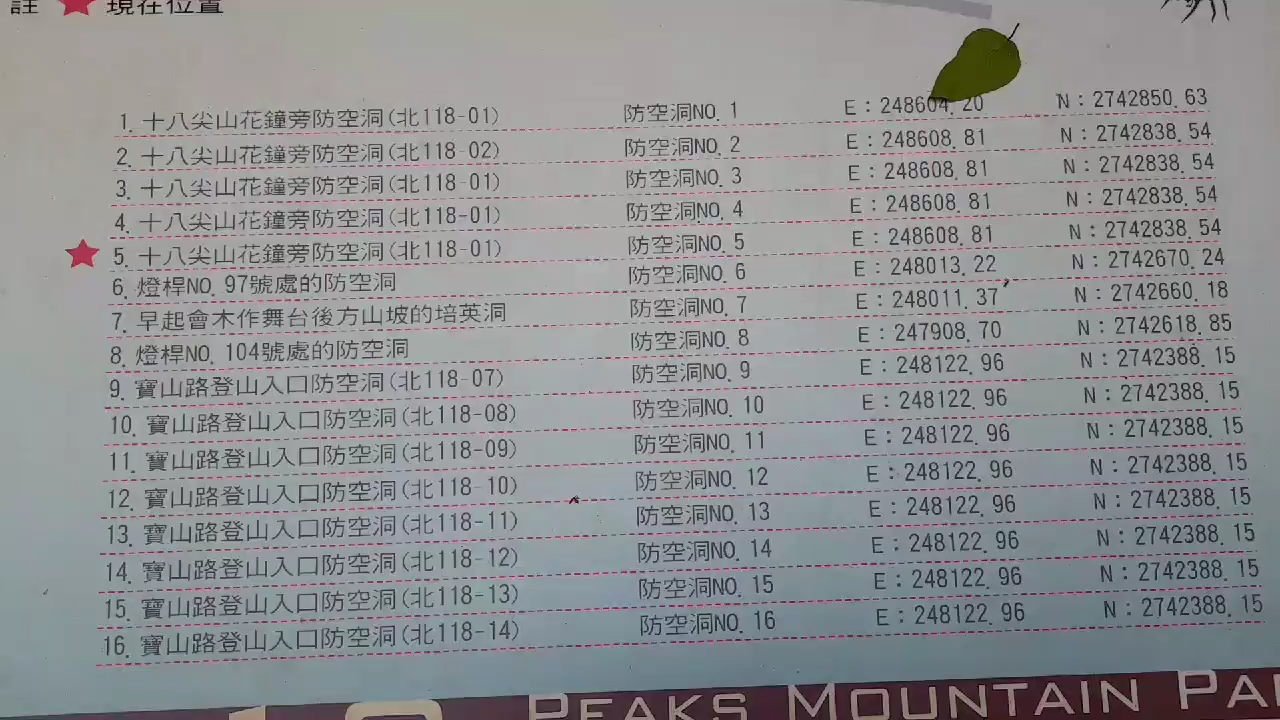 註 ★ 現在位置
1. 十八尖山花鐘旁防空洞(北118-01) 防空洞NO. 1 E：248604.20 N：2742850.63
2. 十八尖山花鐘旁防空洞(北118-02) 防空洞NO. 2 E：248608.81 N：2742838.54
3. 十八尖山花鐘旁防空洞(北118-01) 防空洞NO. 3 E：248608.81 N：2742838.54
4. 十八尖山花鐘旁防空洞(北118-01) 防空洞NO. 4 E：248608.81 N：2742838.54
★ 5. 十八尖山花鐘旁防空洞(北118-01) 防空洞NO. 5 E：248608.81 N：2742838.54
6. 燈桿NO. 97號處的防空洞 防空洞NO. 6 E：248013.22 N：2742670.24
7. 早起會木作舞台後方山坡的培英洞 防空洞NO. 7 E：248011.37 N：2742660.18
8. 燈桿NO. 104號處的防空洞 防空洞NO. 8 E：247908.70 N：2742618.85
9. 寶山路登山入口防空洞(北118-07) 防空洞NO. 9 E：248122.96 N：2742388.15
10. 寶山路登山入口防空洞(北118-08) 防空洞NO. 10 E：248122.96 N：2742388.15
11. 寶山路登山入口防空洞(北118-09) 防空洞NO. 11 E：248122.96 N：2742388.15
12. 寶山路登山入口防空洞(北118-10) 防空洞NO. 12 E：248122.96 N：2742388.15
13. 寶山路登山入口防空洞(北118-11) 防空洞NO. 13 E：248122.96 N：2742388.15
14. 寶山路登山入口防空洞(北118-12) 防空洞NO. 14 E：248122.96 N：2742388.15
15. 寶山路登山入口防空洞(北118-13) 防空洞NO. 15 E：248122.96 N：2742388.15
16. 寶山路登山入口防空洞(北118-14) 防空洞NO. 16 E：248122.96 N：2742388.15
PEAKS MOUNTAIN